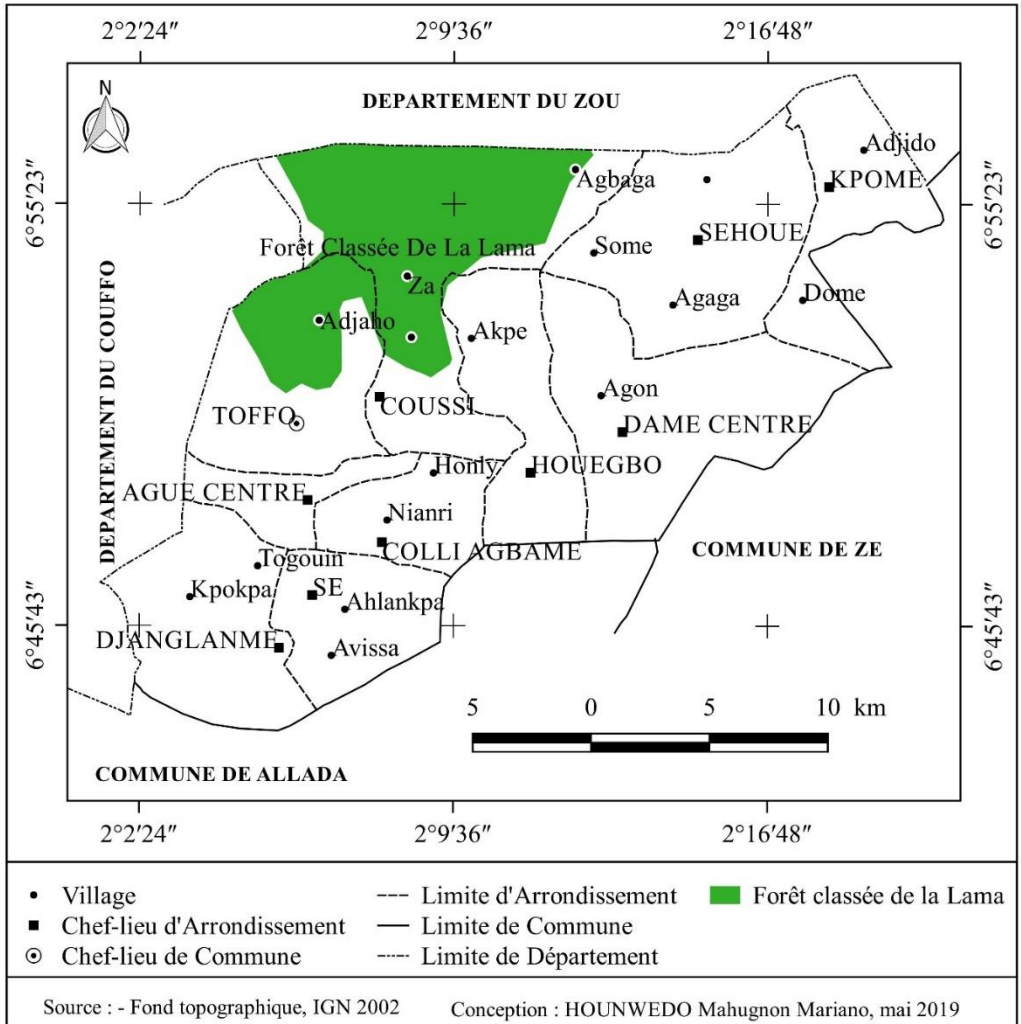 2°2′24″ 2°9′36″ 2°16′48″
N
DEPARTEMENT DU ZOU
Adjido
KPOME
Agbaga
6°55′23″ 6°55′23″
SEHOUE
Some
Forêt Classée De La Lama
Za
Agaga
Dome
DEPARTEMENT DU COUFFO
Adjaho
Akpe
Agon
COUSSI
TOFFO
DAME CENTRE
Honly
HOUEGBO
AGUE CENTRE
Nianri
COLLI AGBAME
COMMUNE DE ZE
Togouin
Kpokpa
SE
Ahlankpa
6°45′43″ 6°45′43″
DJANGLANME
Avissa
5 0 5 10 km
COMMUNE DE ALLADA
2°2′24″ 2°9′36″ 2°16′48″
Village
Limite d'Arrondissement
Forêt classée de la Lama
Chef-lieu d'Arrondissement
Limite de Commune
Chef-lieu de Commune
Limite de Département
Source : - Fond topographique, IGN 2002 Conception : HOUNWEDO Mahugnon Mariano, mai 2019